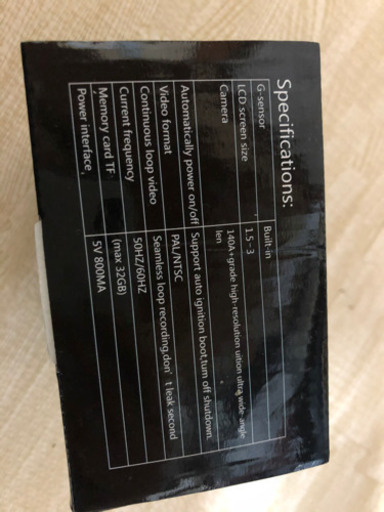 Specifications:
G-sensor Built-in
LCD screen size 1.5-3
Camera 140A+grade high resolution uition ultra wide angle
len
Automatically power on/off Support auto ignition boot,turn off shutdown.
Video format PAL/NTSC
Continuous loop video Seamless loop recording,don't leak second
Current frequency 50HZ/60HZ
Memory card TF (max 32GB)
Power interface 5V 800MA